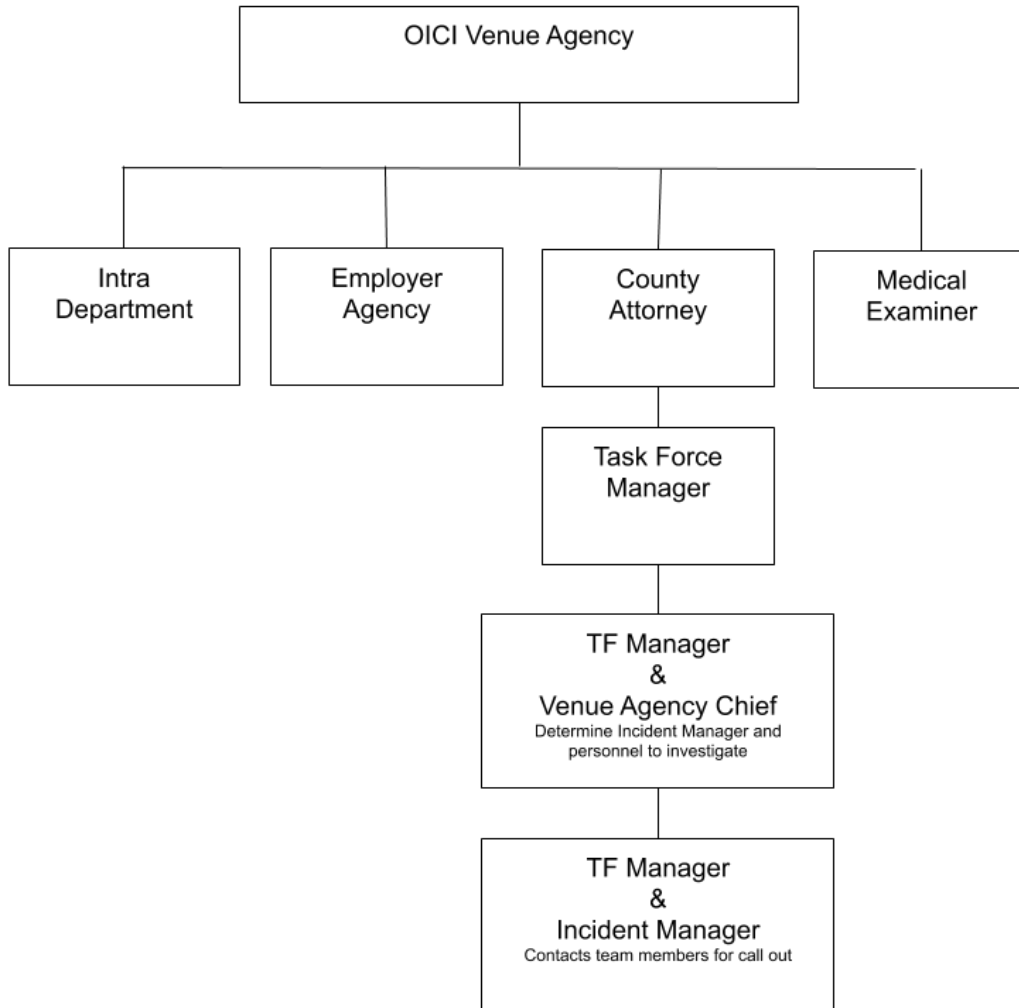 OICI Venue Agency
Intra
Department
Employer
Agency
County
Attorney
Medical
Examiner
Task Force
Manager
TF Manager
&
Venue Agency Chief
Determine Incident Manager and
personnel to investigate
TF Manager
&
Incident Manager
Contacts team members for call out